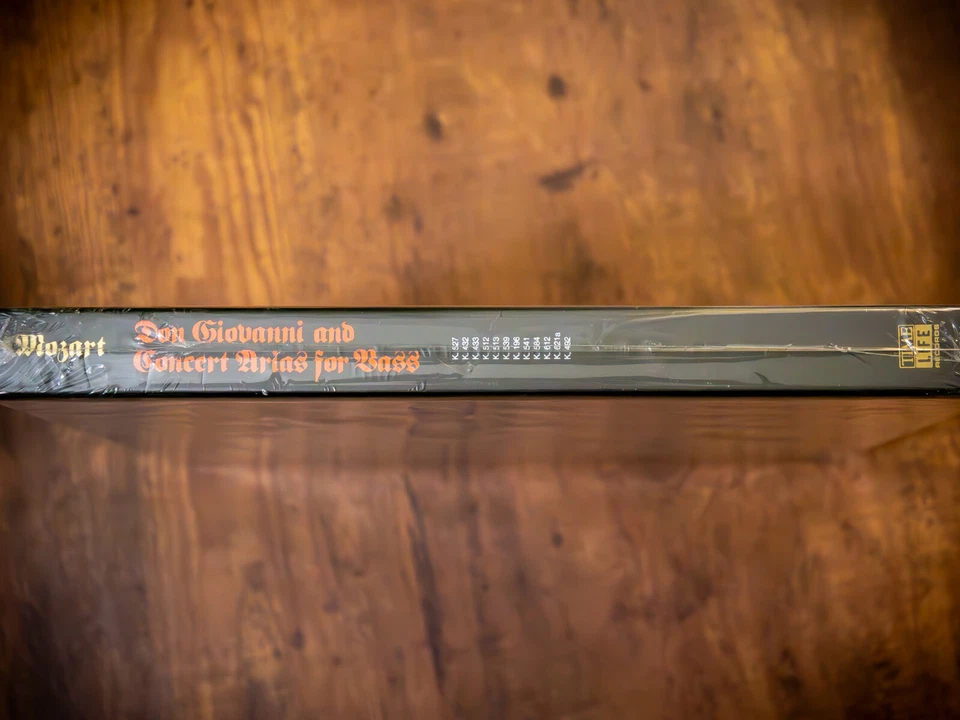 Mozart
Don Giovanni and
Concert Arias for Bass
K. 527
K. 432
K. 433
K. 512
K. 513
K. 539
K. 196
K. 541
K. 584
K. 612
K. 621a
K. 492
TIME
LIFE
RECORDS